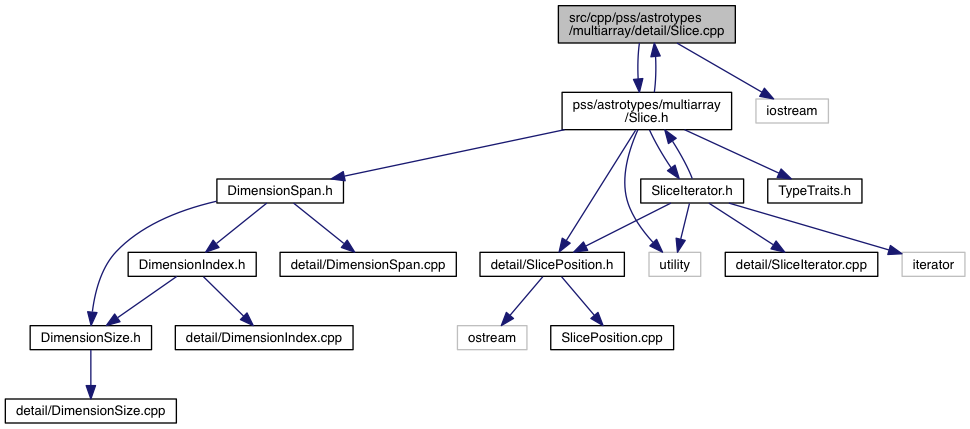 src/cpp/pss/astrotypes
/multiarray/detail/Slice.cpp
pss/astrotypes/multiarray
/Slice.h
iostream
DimensionSpan.h
SliceIterator.h
TypeTraits.h
DimensionIndex.h
detail/DimensionSpan.cpp
detail/SlicePosition.h
utility
detail/SliceIterator.cpp
iterator
DimensionSize.h
detail/DimensionIndex.cpp
ostream
SlicePosition.cpp
detail/DimensionSize.cpp